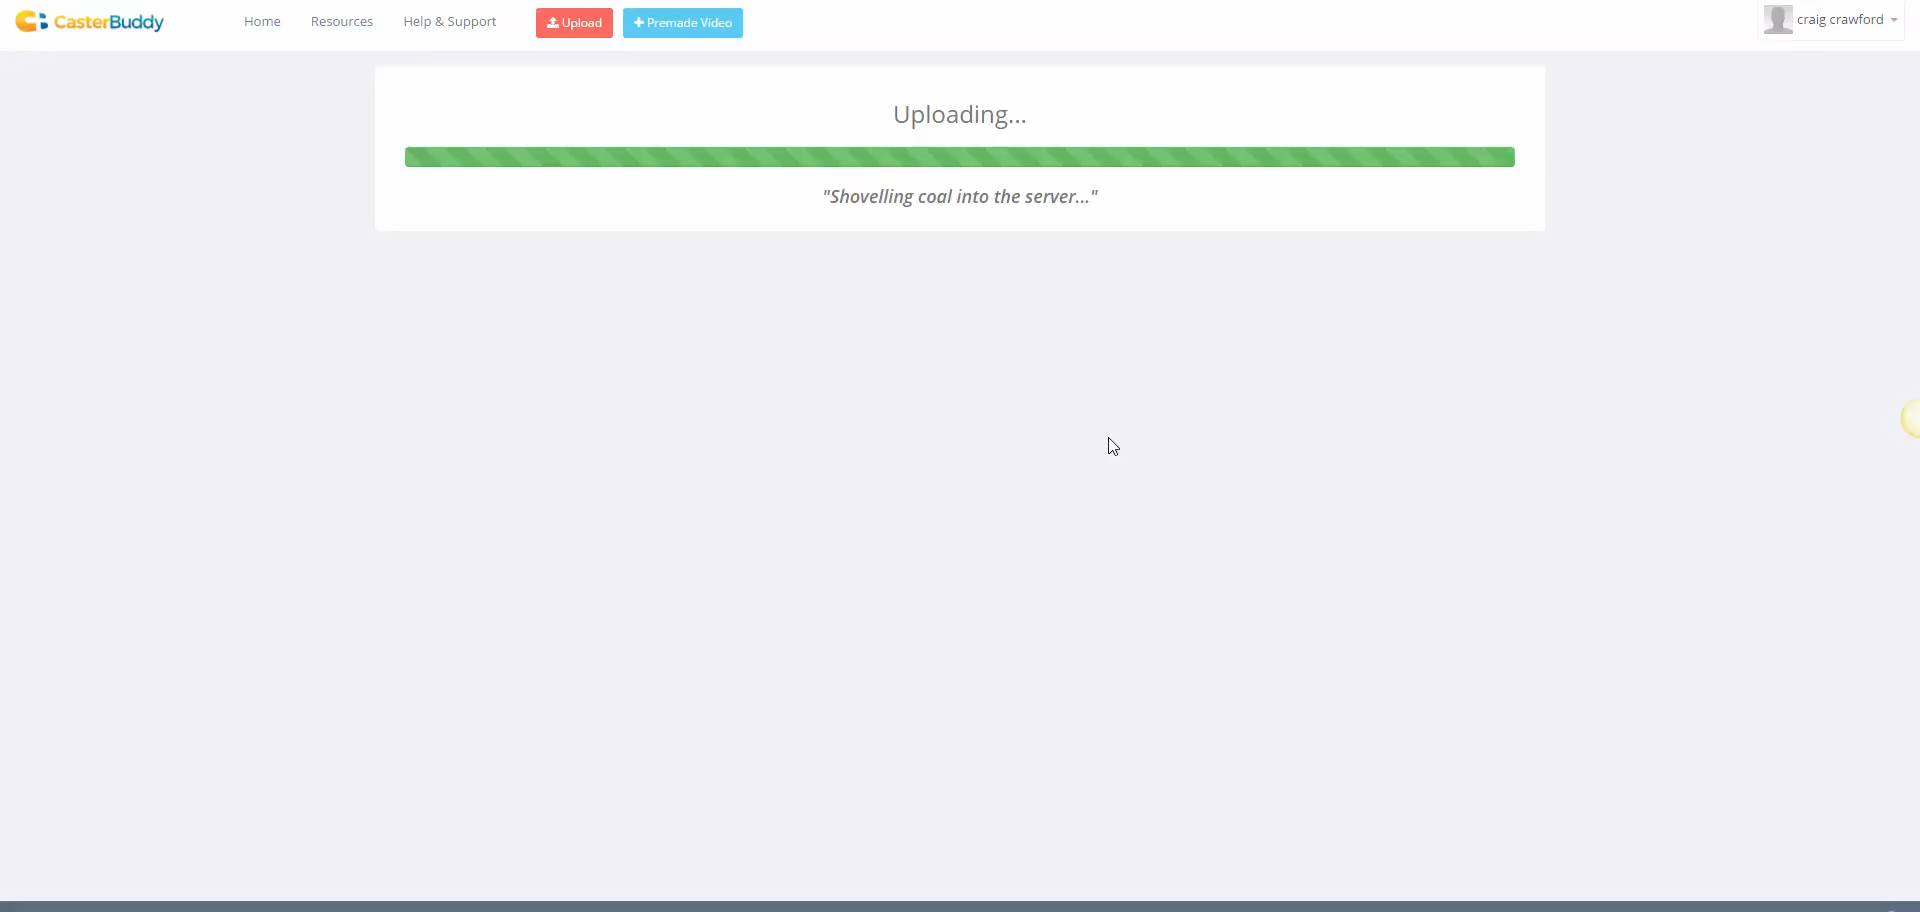 CasterBuddy
Home
Resources
Help & Support
Upload
Premade Video
craig crawford
Uploading...
"Shovelling coal into the server..."